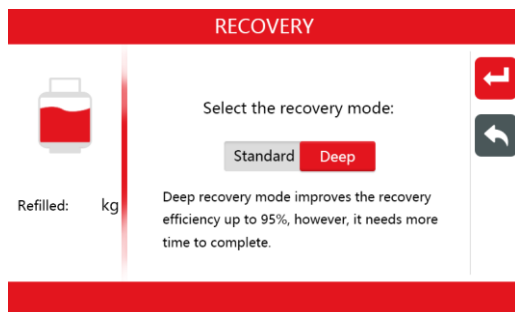 RECOVERY
Select the recovery mode:
Standard Deep
Refilled: kg
Deep recovery mode improves the recovery
efficiency up to 95%, however, it needs more
time to complete.